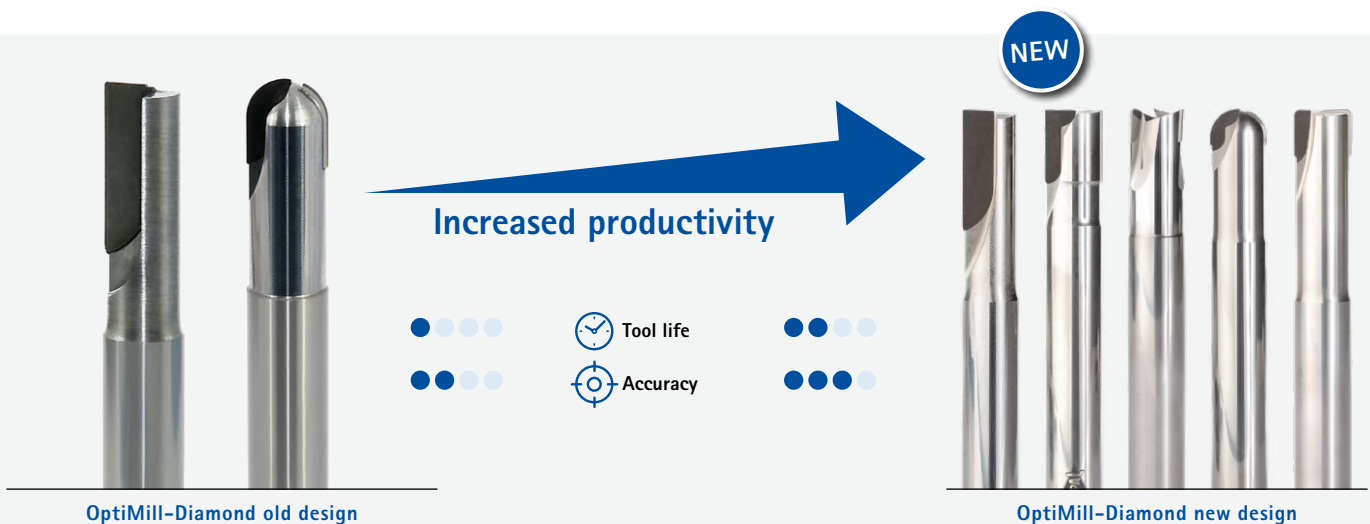 NEW
Increased productivity
Tool life
Accuracy
OptiMill-Diamond old design
OptiMill-Diamond new design